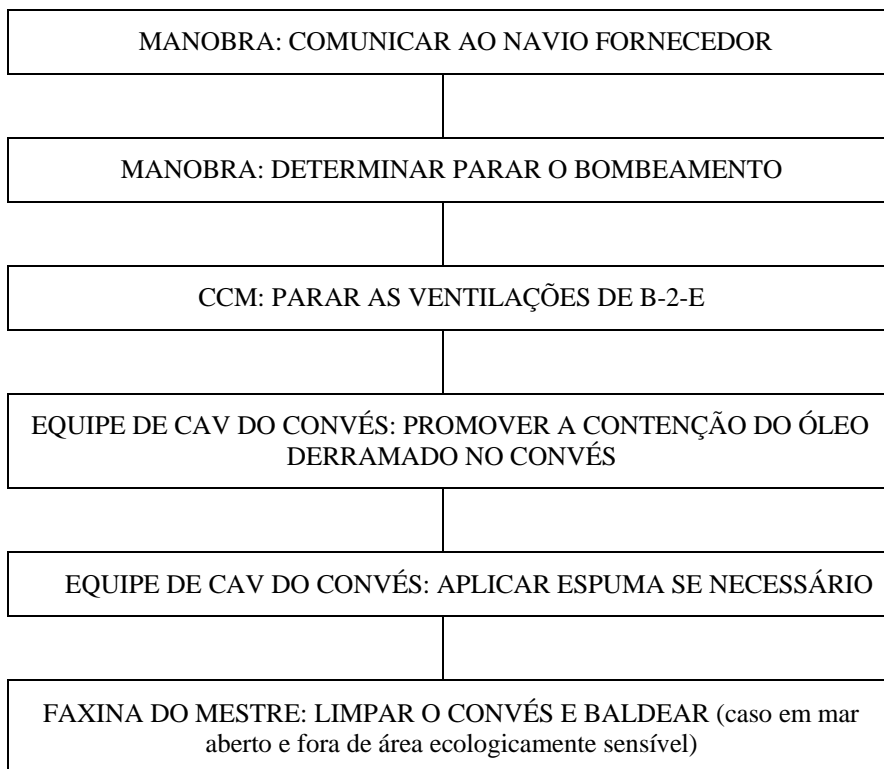 MANOBRA: COMUNICAR AO NAVIO FORNECEDOR
MANOBRA: DETERMINAR PARAR O BOMBEAMENTO
CCM: PARAR AS VENTILAÇÕES DE B-2-E
EQUIPE DE CAV DO CONVÉS: PROMOVER A CONTENÇÃO DO ÓLEO
DERRAMADO NO CONVÉS
EQUIPE DE CAV DO CONVÉS: APLICAR ESPUMA SE NECESSÁRIO
FAXINA DO MESTRE: LIMPAR O CONVÉS E BALDEAR (caso em mar
aberto e fora de área ecologicamente sensível)